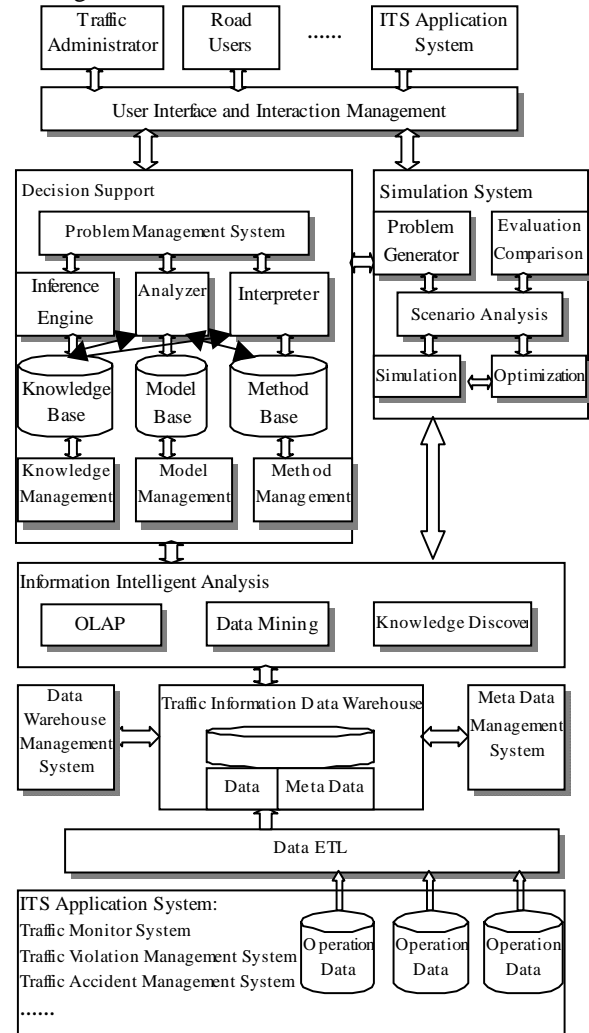 Traffic
Administrator
Road
Users
......
ITS Application
System
User Interface and Interaction Management
Decision Support
Problem Management System
Inference
Engine
Analyzer
Interpreter
Knowledge
Base
Model
Base
Method
Base
Knowledge
Management
Model
Management
Method
Management
Simulation System
Problem
Generator
Evaluation
Comparison
Scenario Analysis
Simulation
Optimization
Information Intelligent Analysis
OLAP
Data Mining
Knowledge Discover
Data
Warehouse
Management
System
Traffic Information Data Warehouse
Data
Meta Data
Meta Data
Management
System
Data ETL
ITS Application System:
Traffic Monitor System
Traffic Violation Management System
Traffic Accident Management System
......
Operation
Data
Operation
Data
Operation
Data